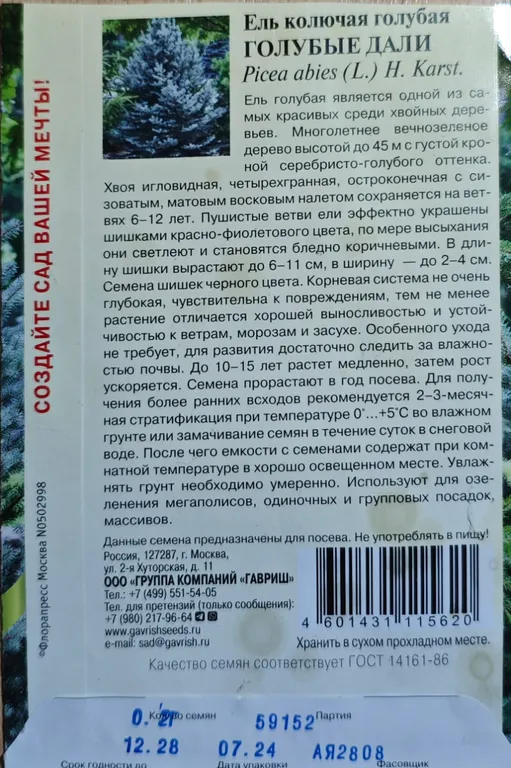 Ель колючая голубая
ГОЛУБЫЕ ДАЛИ
Picea abies (L.) H. Karst.
Ель голубая является одной из са-
мых красивых среди хвойных дере-
вьев. Многолетнее вечнозеленое
дерево высотой до 45 м с густой кро-
ной серебристо-голубого оттенка.
Хвоя игловидная, четырехгранная, остроконечная с си-
зоватым, матовым восковым налетом сохраняется на вет-
вях 6–12 лет. Пушистые ветви ели эффектно украшены
шишками красно-фиолетового цвета, по мере высыхания
они светлеют и становятся бледно коричневыми. В дли-
ну шишки вырастают до 6–11 см, в ширину — до 2–4 см.
Семена шишек черного цвета. Корневая система не очень
глубокая, чувствительна к повреждениям, тем не менее
растение отличается хорошей выносливостью и устой-
чивостью к ветрам, морозам и засухе. Особенного ухода
не требует, для развития достаточно следить за влажно-
стью почвы. До 10–15 лет растет медленно, затем рост
ускоряется. Семена прорастают в год посева. Для полу-
чения более ранних всходов рекомендуется 2–3-месяч-
ная стратификация при температуре 0°...+5°С во влажном
грунте или замачивание семян в течение суток в снеговой
воде. После чего емкости с семенами содержат при ком-
натной температуре в хорошо освещенном месте. Увлаж-
нять грунт необходимо умеренно. Используют для озе-
ленения мегаполисов, одиночных и групповых посадок,
массивов.
Данные семена предназначены для посева. Не употреблять в пищу!
Россия, 127287, г. Москва,
ул. 2-я Хуторская, д. 11
ООО «ГРУППА КОМПАНИЙ «ГАВРИШ»
Тел.: +7 (499) 551-54-05
Тел. для претензий (только сообщения):
+7 (980) 217-96-64
www.gavrishseeds.ru
e-mail: sad@gavrish.ru
4 601431 115620
Хранить в сухом прохладном месте.
Качество семян соответствует ГОСТ 14161-86
СОЗДАЙТЕ САД ВАШЕЙ МЕЧТЫ!
©Флорапресс Москва N0502998
Кол-во семян
59152 Партия
12.28 07.24 АЯ2808
Срок годности до Дата упаковки Фасовщик